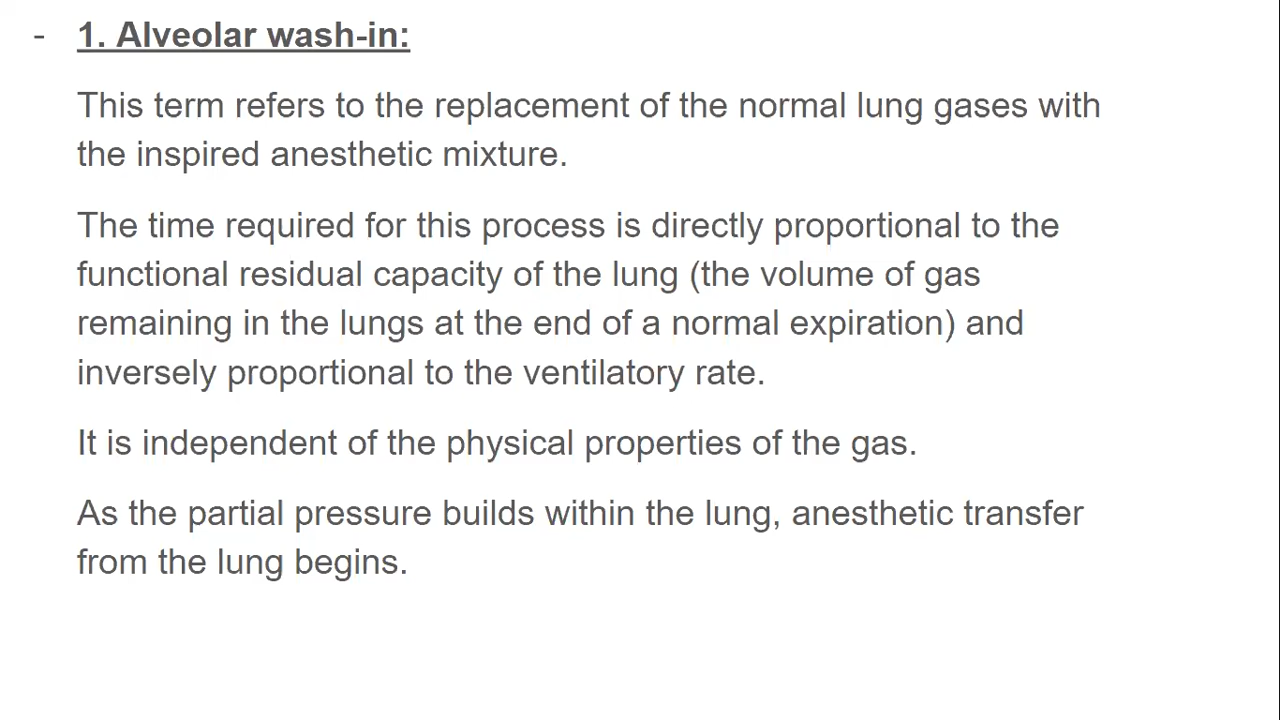 - 1. Alveolar wash-in:
This term refers to the replacement of the normal lung gases with
the inspired anesthetic mixture.
The time required for this process is directly proportional to the
functional residual capacity of the lung (the volume of gas
remaining in the lungs at the end of a normal expiration) and
inversely proportional to the ventilatory rate.
It is independent of the physical properties of the gas.
As the partial pressure builds within the lung, anesthetic transfer
from the lung begins.